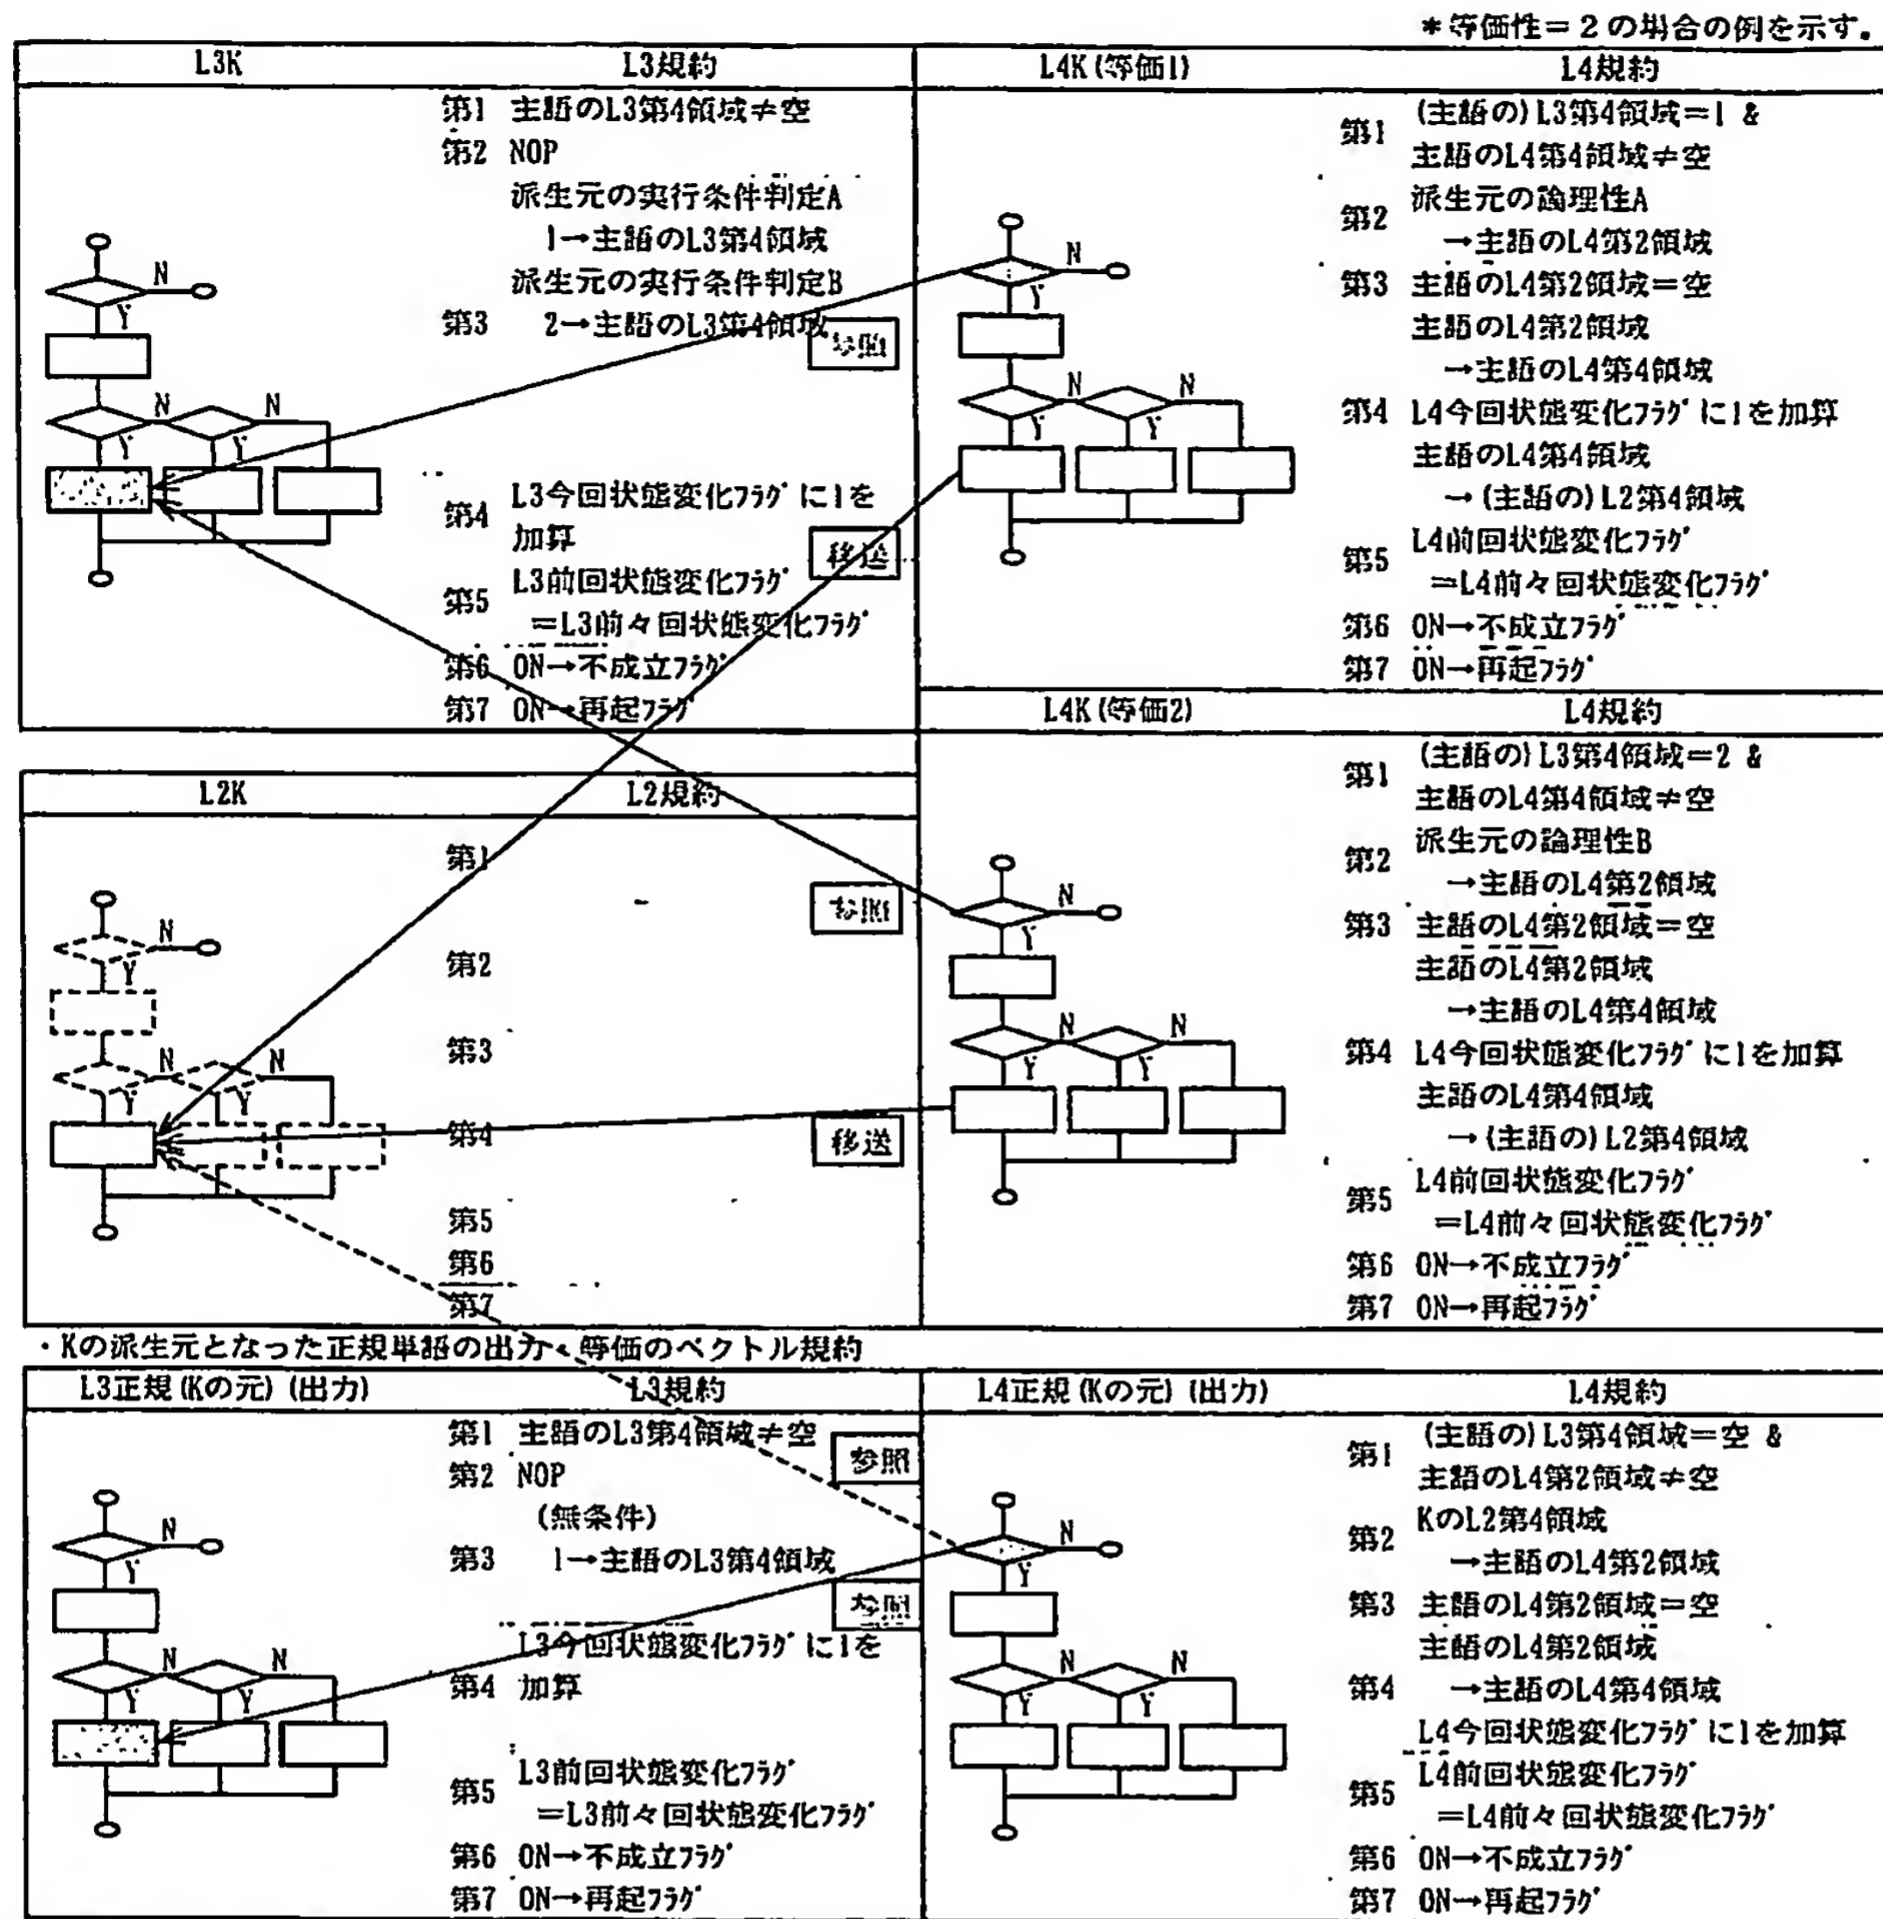 *等価性=2の場合の例を示す。
L3K L3規約
第1 主語のL3第4領域≠空
第2 NOP
派生元の実行条件判定A
1→主語のL3第4領域
派生元の実行条件判定B
第3 2→主語のL3第4領域
参照
N
Y
N N
Y Y
第4 L3今回状態変化フラグに1を
加算
移送
第5 L3前回状態変化フラグ
=L3前々回状態変化フラグ
第6 ON→不成立フラグ
第7 ON→再起フラグ
L4K(等価1) L4規約
第1 (主語の)L3第4領域=1 &
主語のL4第4領域≠空
第2 派生元の論理性A
→主語のL4第2領域
第3 主語のL4第2領域=空
主語のL4第2領域
→主語のL4第4領域
第4 L4今回状態変化フラグに1を加算
主語のL4第4領域
→(主語の)L2第4領域
第5 L4前回状態変化フラグ
=L4前々回状態変化フラグ
第6 ON→不成立フラグ
第7 ON→再起フラグ
N
Y
N N
Y Y
L2K L2規約
第1
参照
第2
第3
第4
移送
第5
第6
第7
N
Y
N N
Y Y
L4K(等価2) L4規約
第1 (主語の)L3第4領域=2 &
主語のL4第4領域≠空
第2 派生元の論理性B
→主語のL4第2領域
第3 主語のL4第2領域=空
主語のL4第2領域
→主語のL4第4領域
第4 L4今回状態変化フラグに1を加算
主語のL4第4領域
→(主語の)L2第4領域
第5 L4前回状態変化フラグ
=L4前々回状態変化フラグ
第6 ON→不成立フラグ
第7 ON→再起フラグ
N
Y
N N
Y Y
・Kの派生元となった正規単語の出力・等価のベクトル規約
L3正規(Kの元)(出力) L3規約
第1 主語のL3第4領域≠空
参照
第2 NOP
(無条件)
第3 1→主語のL3第4領域
参照
L3今回状態変化フラグに1を
第4 加算
第5 L3前回状態変化フラグ
=L3前々回状態変化フラグ
第6 ON→不成立フラグ
第7 ON→再起フラグ
N
Y
N N
Y Y
L4正規(Kの元)(出力) L4規約
第1 (主語の)L3第4領域=空 &
主語のL4第2領域≠空
第2 KのL2第4領域
→主語のL4第2領域
第3 主語のL4第2領域=空
主語のL4第2領域
第4 →主語のL4第4領域
L4今回状態変化フラグに1を加算
第5 L4前回状態変化フラグ
=L4前々回状態変化フラグ
第6 ON→不成立フラグ
第7 ON→再起フラグ
N
Y
N N
Y Y